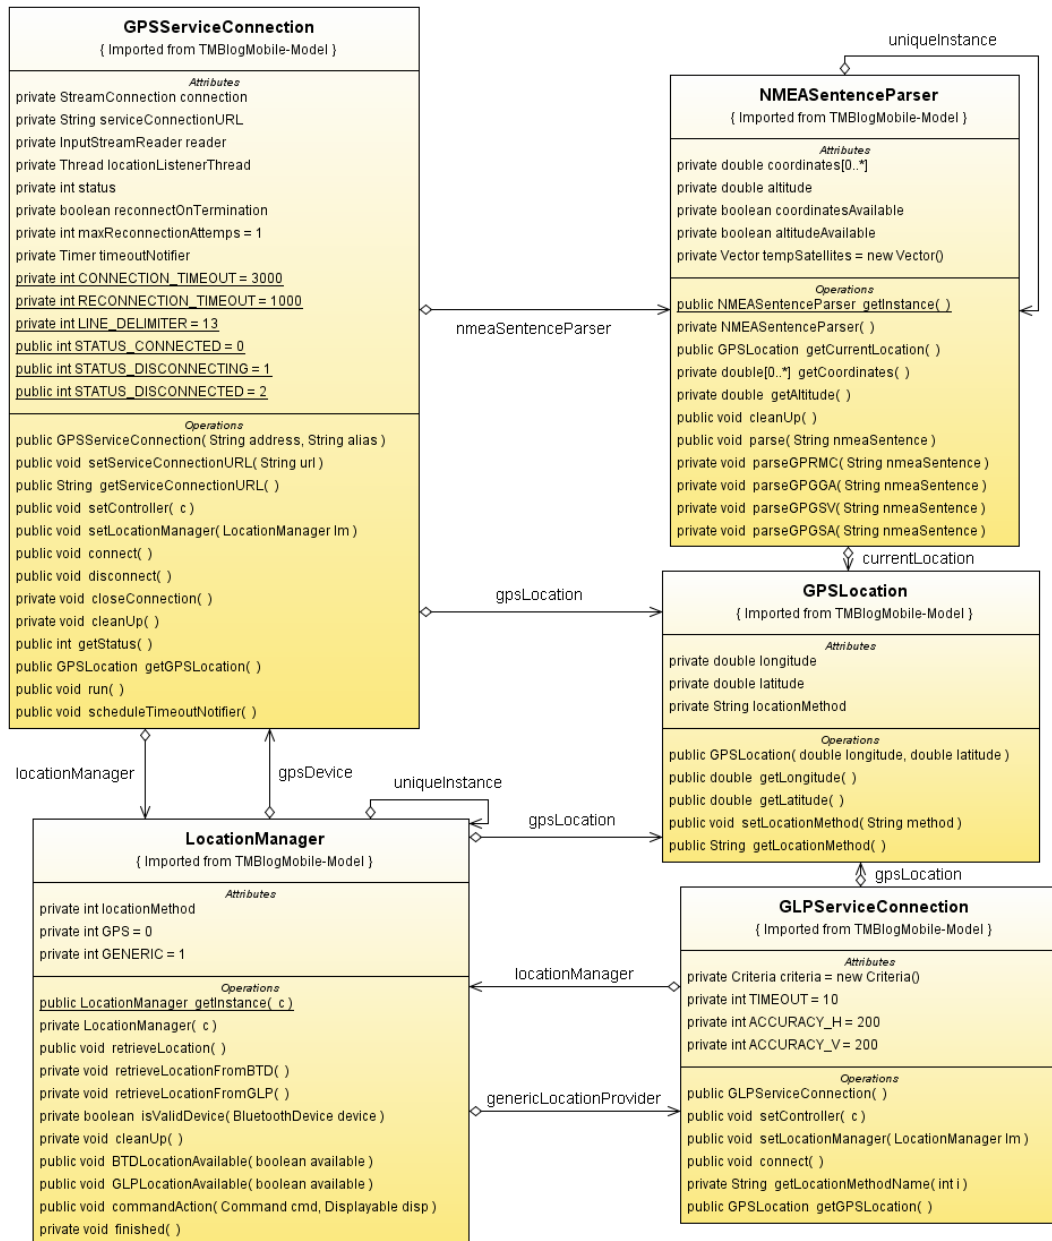 GPSServiceConnection
{ Imported from TMBlogMobile-Model }
Attributes
private StreamConnection connection
private String serviceConnectionURL
private InputStreamReader reader
private Thread locationListenerThread
private int status
private boolean reconnectOnTermination
private int maxReconnectionAttemps = 1
private Timer timeoutNotifier
private int CONNECTION_TIMEOUT = 3000
private int RECONNECTION_TIMEOUT = 1000
private int LINE_DELIMITER = 13
public int STATUS_CONNECTED = 0
public int STATUS_DISCONNECTING = 1
public int STATUS_DISCONNECTED = 2
Operations
public GPSServiceConnection( String address, String alias )
public void setServiceConnectionURL( String url )
public String getServiceConnectionURL( )
public void setController( c )
public void setLocationManager( LocationManager lm )
public void connect( )
public void disconnect( )
private void closeConnection( )
private void cleanUp( )
public int getStatus( )
public GPSLocation getGPSLocation( )
public void run( )
public void scheduleTimeoutNotifier( )
uniqueInstance
NMEASentenceParser
{ Imported from TMBlogMobile-Model }
Attributes
private double coordinates[0..*]
private double altitude
private boolean coordinatesAvailable
private boolean altitudeAvailable
private Vector tempSatellites = new Vector()
Operations
public NMEASentenceParser getInstance( )
private NMEASentenceParser( )
public GPSLocation getCurrentLocation( )
private double[0..*] getCoordinates( )
private double getAltitude( )
public void cleanUp( )
public void parse( String nmeaSentence )
private void parseGPRMC( String nmeaSentence )
private void parseGPGGA( String nmeaSentence )
private void parseGPGSV( String nmeaSentence )
private void parseGPGSA( String nmeaSentence )
nmeaSentenceParser
currentLocation
gpsLocation
GPSLocation
{ Imported from TMBlogMobile-Model }
Attributes
private double longitude
private double latitude
private String locationMethod
Operations
public GPSLocation( double longitude, double latitude )
public double getLongitude( )
public double getLatitude( )
public void setLocationMethod( String method )
public String getLocationMethod( )
locationManager
gpsDevice
uniqueInstance
gpsLocation
gpsLocation
LocationManager
{ Imported from TMBlogMobile-Model }
Attributes
private int locationMethod
private int GPS = 0
private int GENERIC = 1
Operations
public LocationManager getInstance( c )
private LocationManager( c )
public void retrieveLocation( )
private void retrieveLocationFromBTD( )
private void retrieveLocationFromGLP( )
private boolean isValidDevice( BluetoothDevice device )
private void cleanUp( )
public void BTDLocationAvailable( boolean available )
public void GLPLocationAvailable( boolean available )
public void commandAction( Command cmd, Displayable disp )
private void finished( )
locationManager
genericLocationProvider
GLPServiceConnection
{ Imported from TMBlogMobile-Model }
Attributes
private Criteria criteria = new Criteria()
private int TIMEOUT = 10
private int ACCURACY_H = 200
private int ACCURACY_V = 200
Operations
public GLPServiceConnection( )
public void setController( c )
public void setLocationManager( LocationManager lm )
public void connect( )
private String getLocationMethodName( int i )
public GPSLocation getGPSLocation( )